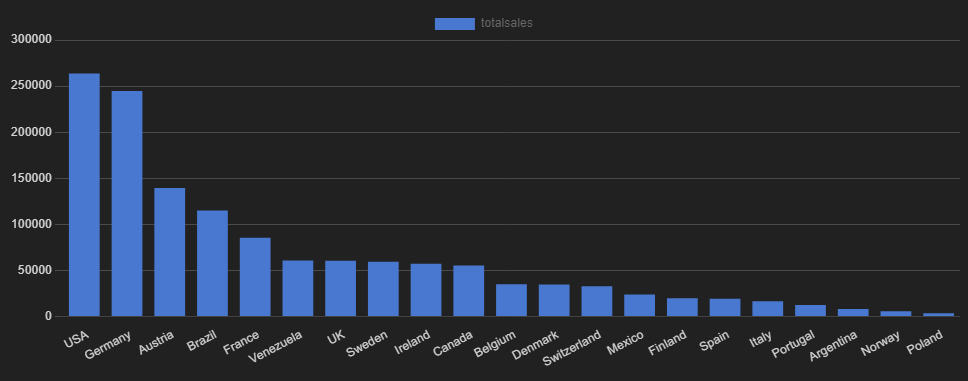 totalsales
300000
250000
200000
150000
100000
50000
0
USA
Germany
Austria
Brazil
France
Venezuela
UK
Sweden
Ireland
Canada
Belgium
Denmark
Switzerland
Mexico
Finland
Spain
Italy
Portugal
Argentina
Norway
Poland